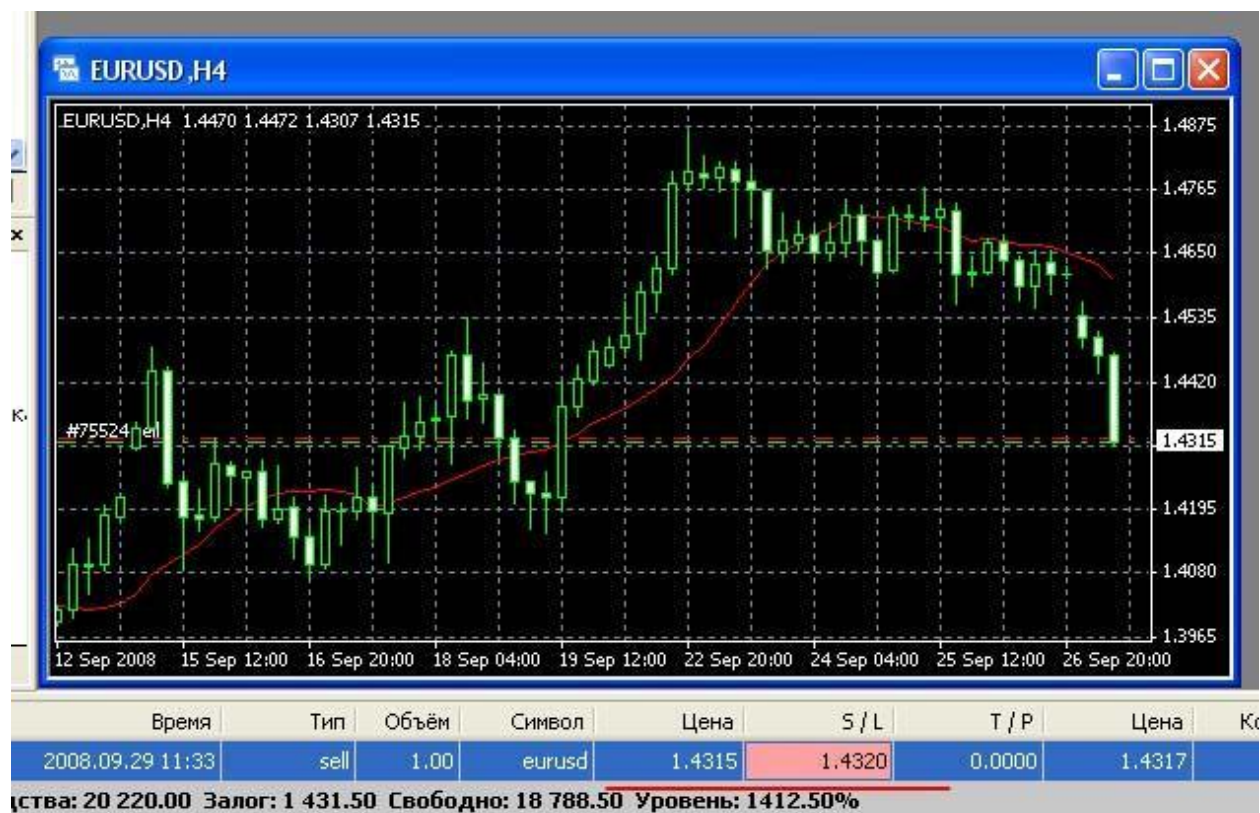 EURUSD,H4
EURUSD,H4 1.4470 1.4472 1.4307 1.4315
1.4875
1.4765
1.4650
1.4535
1.4420
#75524
1.4315
1.4195
1.4080
1.3965
12 Sep 2008 15 Sep 12:00 16 Sep 20:00 18 Sep 04:00 19 Sep 12:00 22 Sep 20:00 24 Sep 04:00 25 Sep 12:00 26 Sep 20:00
Время Тип Объём Символ Цена S / L T / P Цена
2008.09.29 11:33 sell 1.00 eurusd 1.4315 1.4320 0.0000 1.4317
20 220.00 Залог: 1 431.50 Свободно: 18 788.50 Уровень: 1412.50%